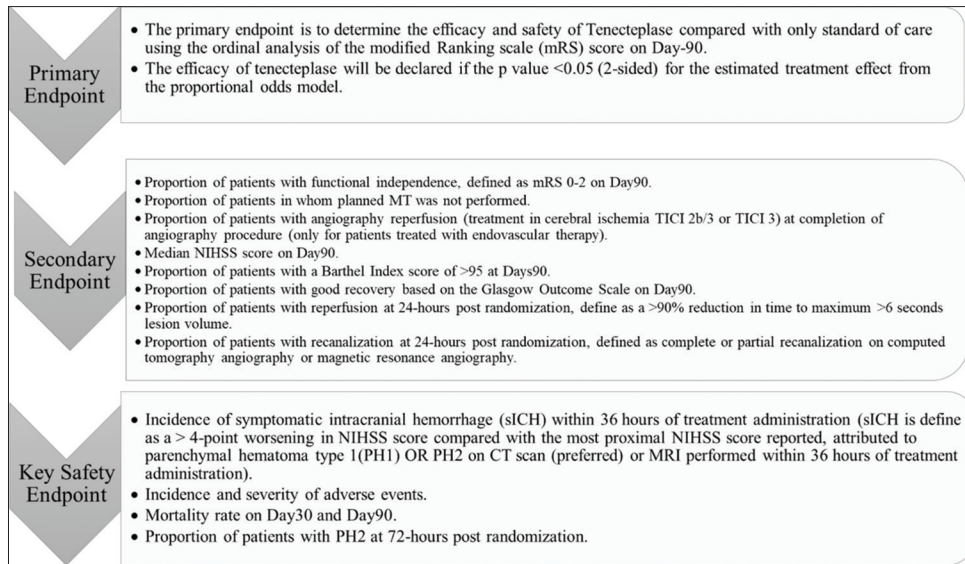 Primary
Endpoint
• The primary endpoint is to determine the efficacy and safety of Tenecteplase compared with only standard of care
using the ordinal analysis of the modified Ranking scale (mRS) score on Day-90.
• The efficacy of tenecteplase will be declared if the p value <0.05 (2-sided) for the estimated treatment effect from
the proportional odds model.
Secondary
Endpoint
• Proportion of patients with functional independence, defined as mRS 0-2 on Day90.
• Proportion of patients in whom planned MT was not performed.
• Proportion of patients with angiography reperfusion (treatment in cerebral ischemia TICI 2b/3 or TICI 3) at completion of
angiography procedure (only for patients treated with endovascular therapy).
• Median NIHSS score on Day90.
• Proportion of patients with a Barthel Index score of >95 at Days90.
• Proportion of patients with good recovery based on the Glasgow Outcome Scale on Day90.
• Proportion of patients with reperfusion at 24-hours post randomization, define as a >90% reduction in time to maximum >6 seconds
lesion volume.
• Proportion of patients with recanalization at 24-hours post randomization, defined as complete or partial recanalization on computed
tomography angiography or magnetic resonance angiography.
Key Safety
Endpoint
• Incidence of symptomatic intracranial hemorrhage (sICH) within 36 hours of treatment administration (sICH is define
as a > 4-point worsening in NIHSS score compared with the most proximal NIHSS score reported, attributed to
parenchymal hematoma type 1(PH1) OR PH2 on CT scan (preferred) or MRI performed within 36 hours of treatment
administration).
• Incidence and severity of adverse events.
• Mortality rate on Day30 and Day90.
• Proportion of patients with PH2 at 72-hours post randomization.